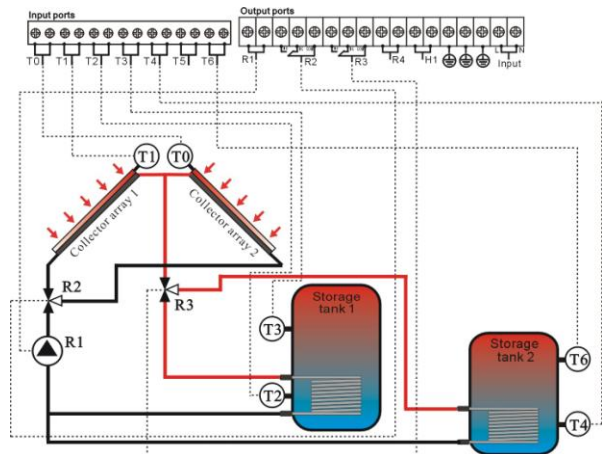 Input ports
Output ports
T0 T1 T2 T3 T4 T5 T6
R1 R2 R3 R4 H1 Input
L N
T1 T0
Collector array 1
Collector array 2
R2
R3
R1
Storage
tank 1
T3
T2
Storage
tank 2
T6
T4